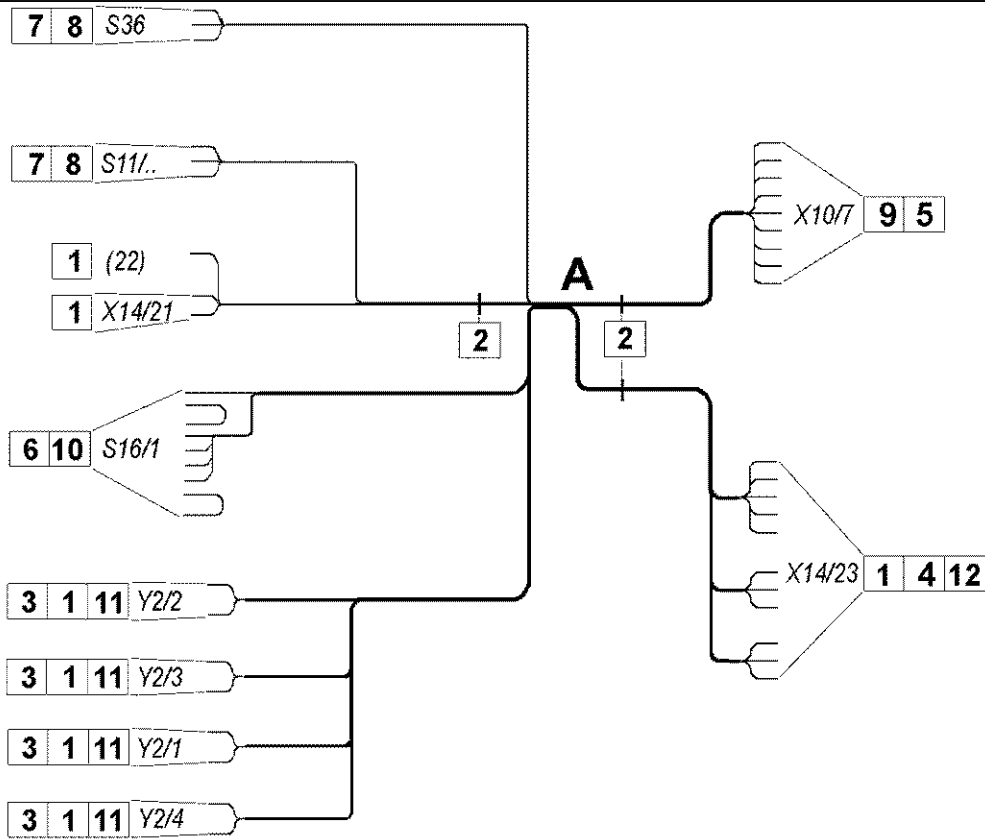 7 8 S36
7 8 S11/..
X10/7 9 5
1 (22)
A
1 X14/21
2
2
6 10 S16/1
X14/23 1 4 12
3 1 11 Y2/2
3 1 11 Y2/3
3 1 11 Y2/1
3 1 11 Y2/4